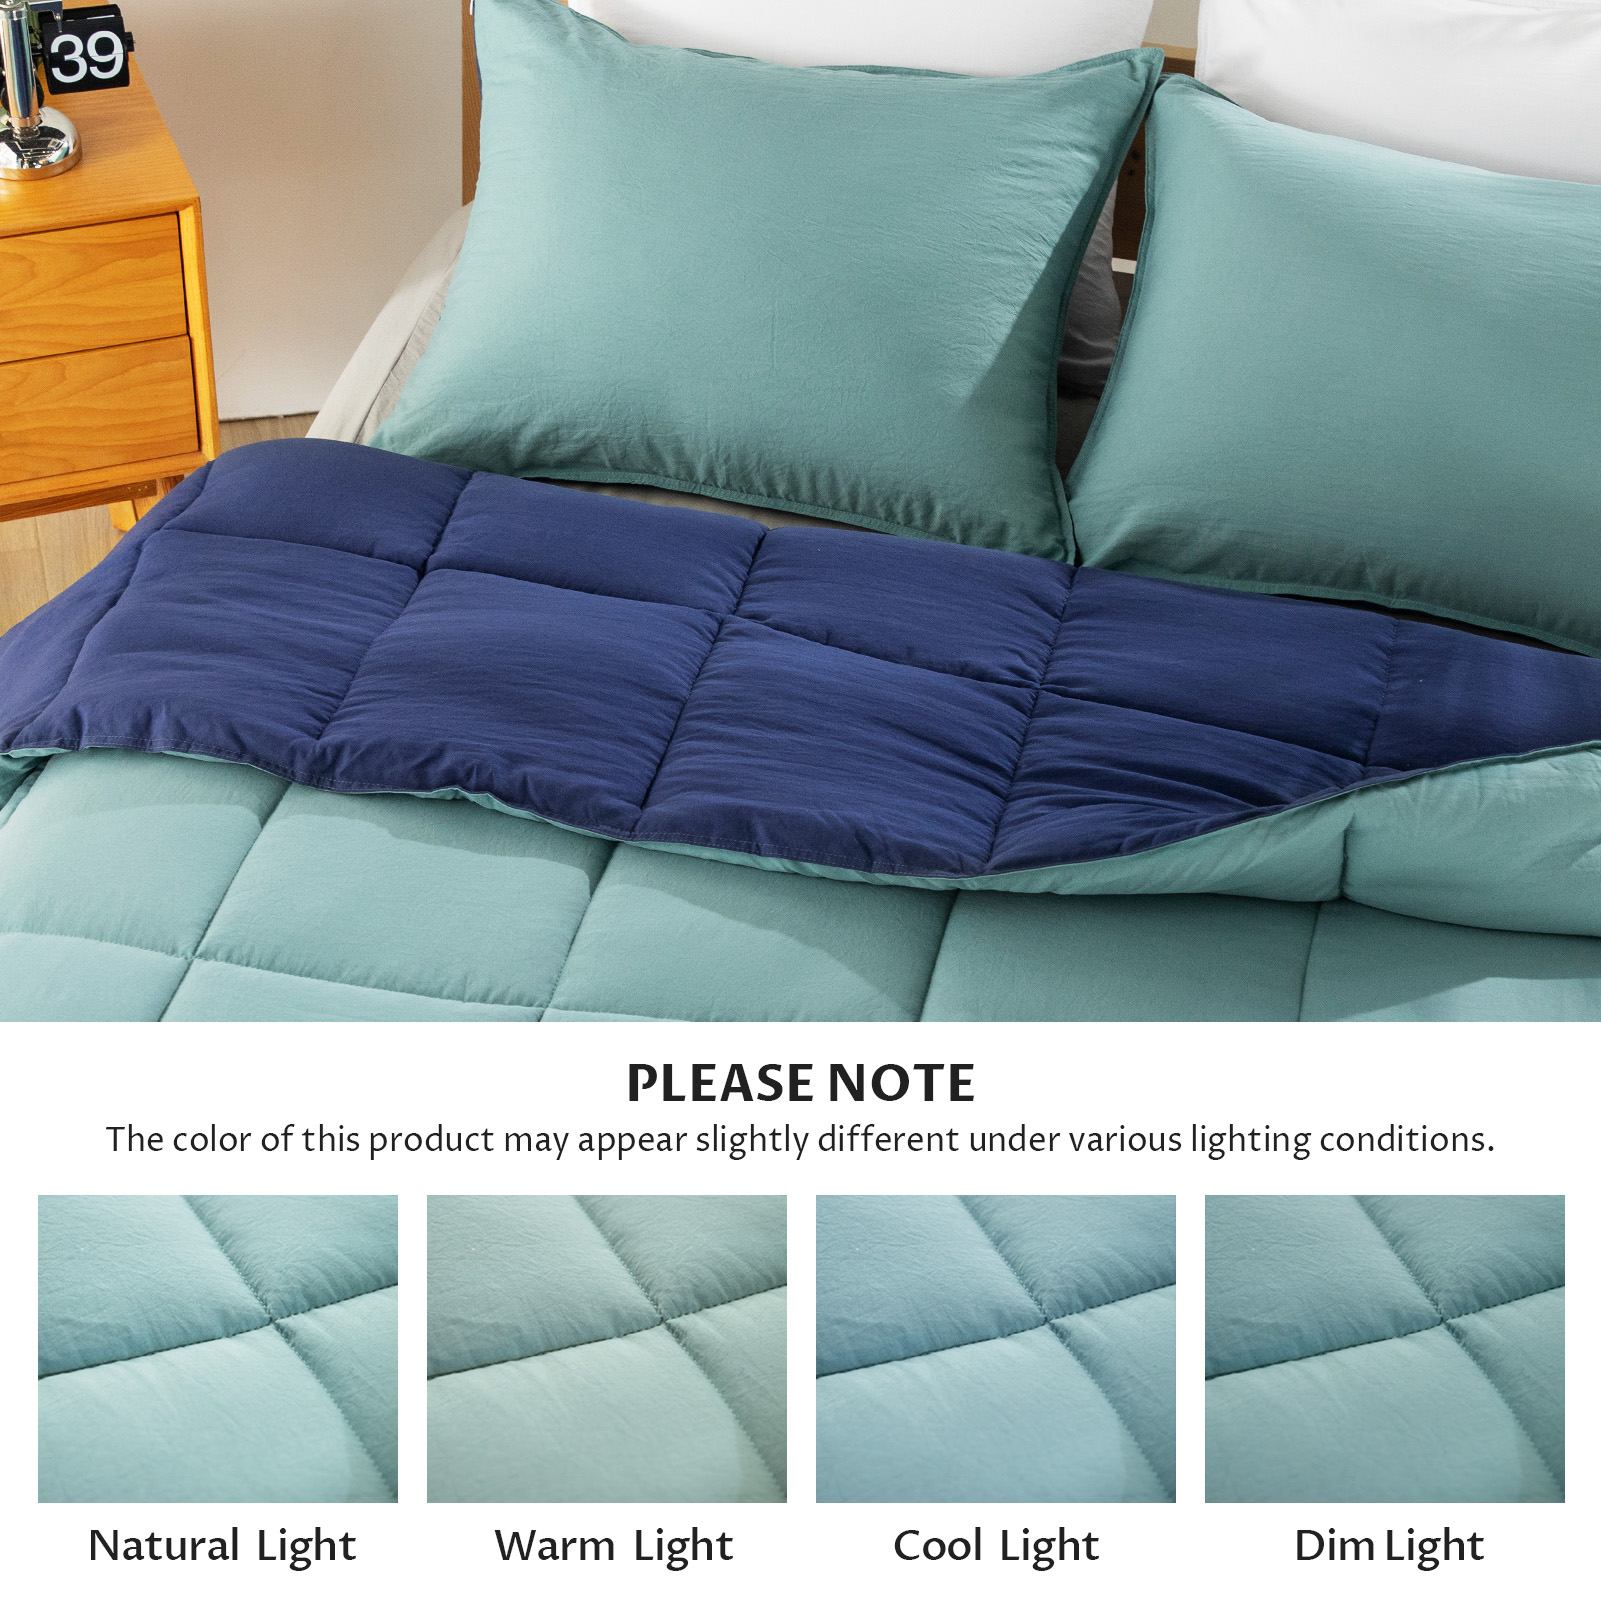 39
PLEASE NOTE
The color of this product may appear slightly different under various lighting conditions.
Natural Light
Warm Light
Cool Light
Dim Light